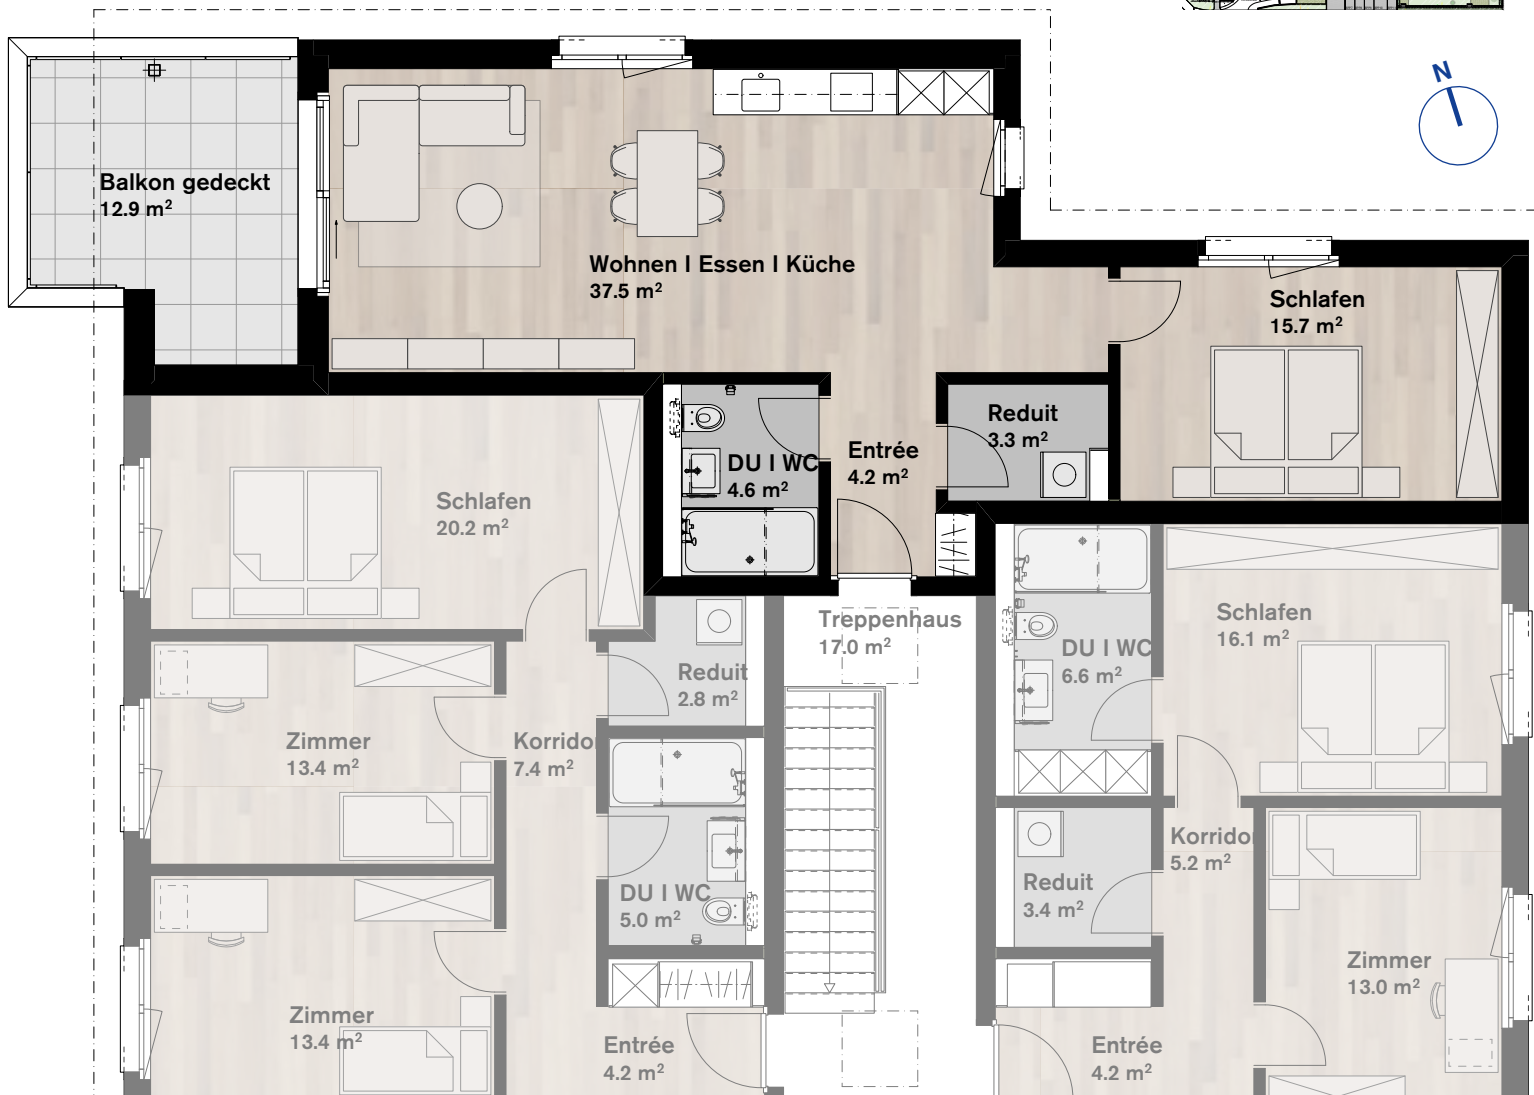 N
Balkon gedeckt
12.9 m²
Wohnen I Essen I Küche
37.5 m²
Schlafen
15.7 m²
Reduit
3.3 m²
Entrée
4.2 m²
DU I WC
4.6 m²
Schlafen
20.2 m²
Treppenhaus
17.0 m²
Schlafen
16.1 m²
DU I WC
6.6 m²
Reduit
2.8 m²
Zimmer
13.4 m²
Korridor
7.4 m²
Korridor
5.2 m²
DU I WC
5.0 m²
Reduit
3.4 m²
Zimmer
13.0 m²
Zimmer
13.4 m²
Entrée
4.2 m²
Entrée
4.2 m²